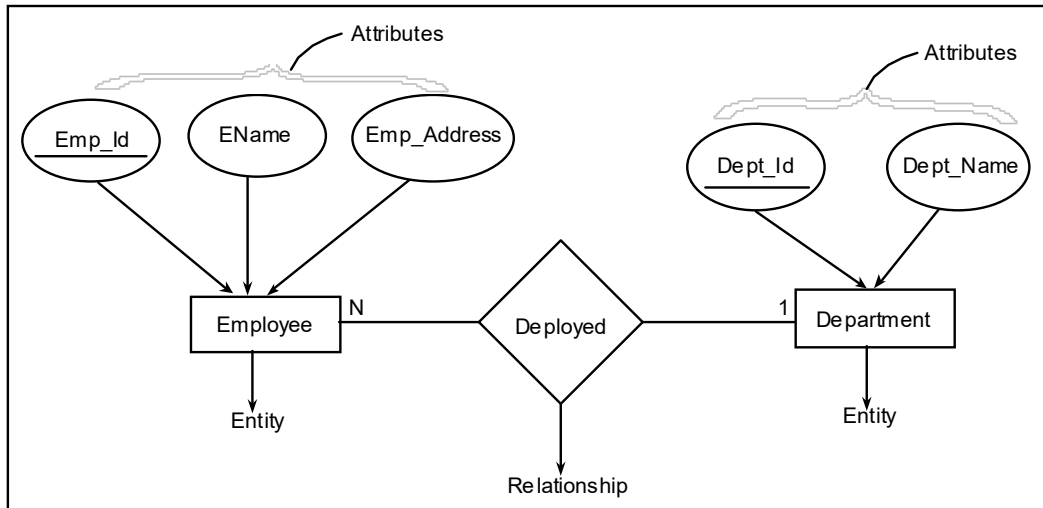 Attributes
Attributes
Emp_Id
EName
Emp_Address
Dept_Id
Dept_Name
Employee
N
Deployed
1
Department
Entity
Entity
Relationship